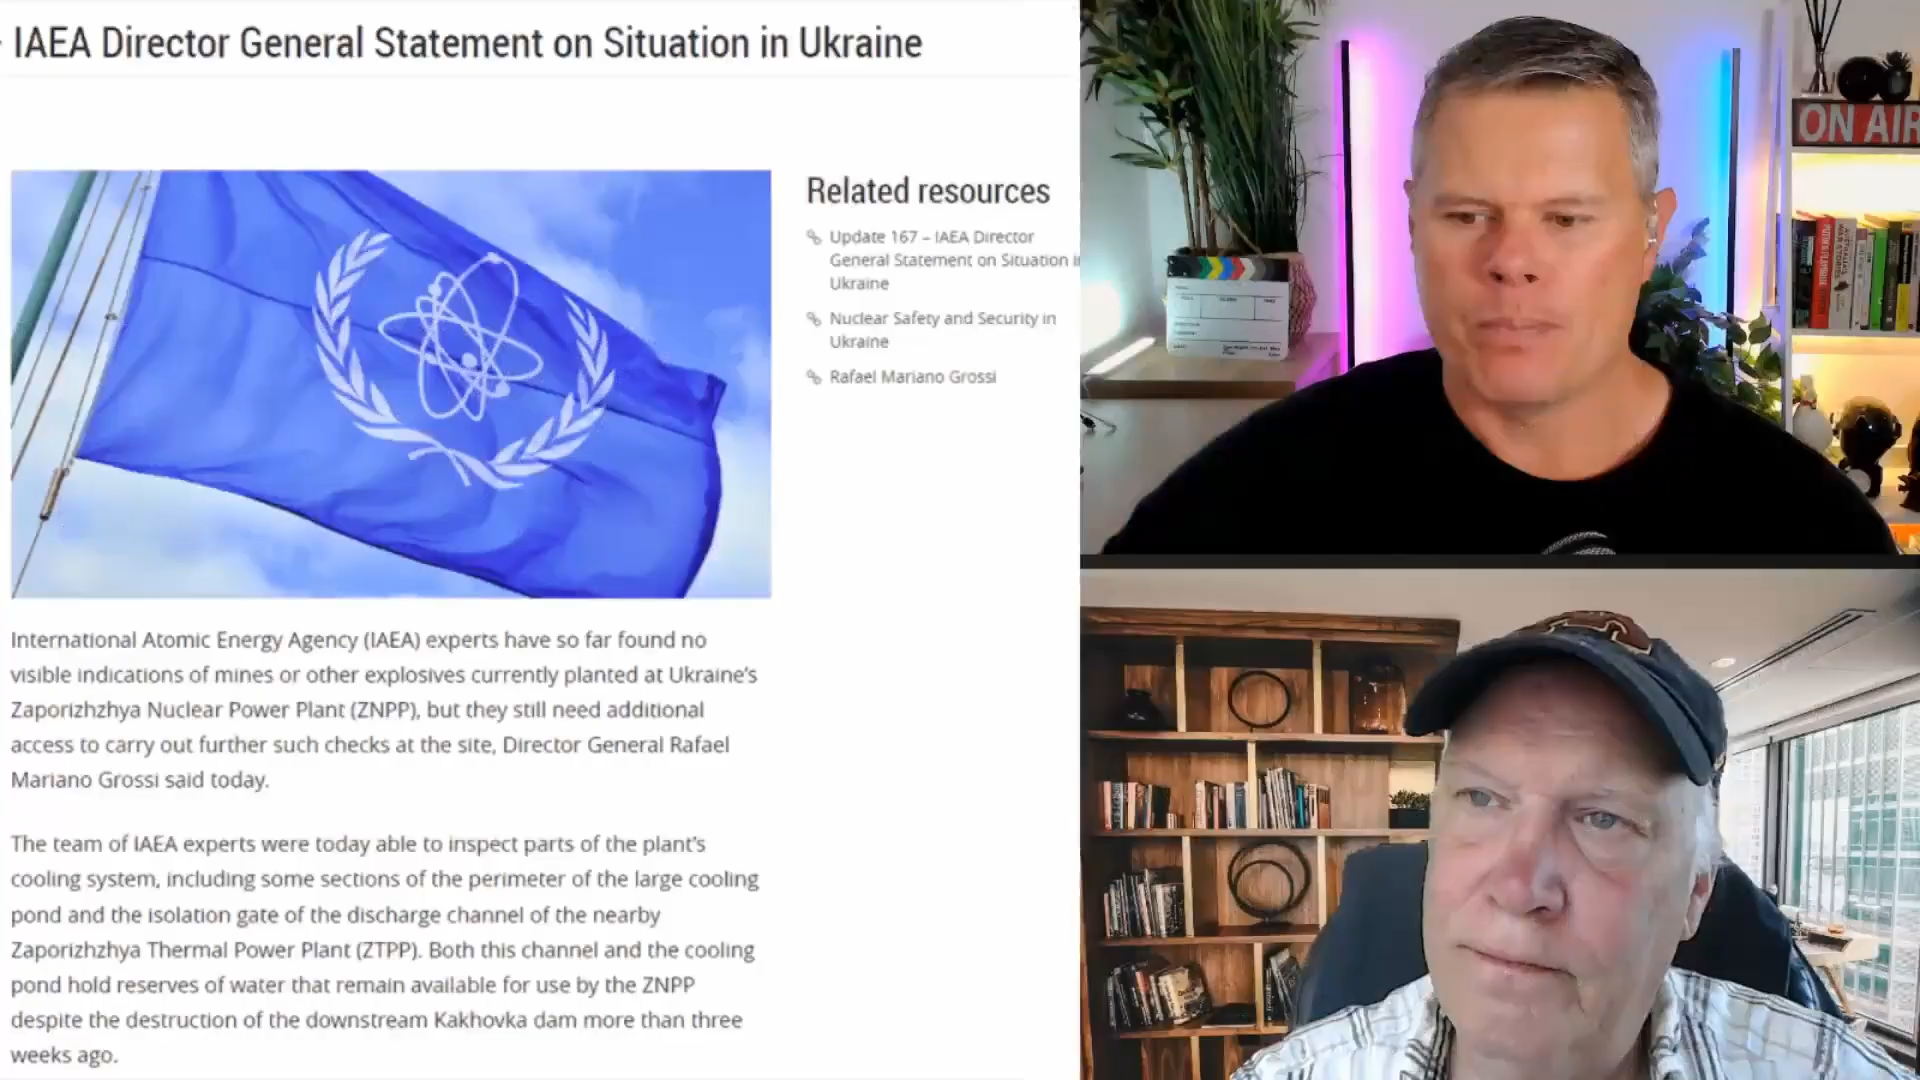 IAEA Director General Statement on Situation in Ukraine
Related resources
Update 167 – IAEA Director
General Statement on Situation
Ukraine
Nuclear Safety and Security in
Ukraine
Rafael Mariano Grossi
International Atomic Energy Agency (IAEA) experts have so far found no
visible indications of mines or other explosives currently planted at Ukraine's
Zaporizhzhya Nuclear Power Plant (ZNPP), but they still need additional
access to carry out further such checks at the site, Director General Rafael
Mariano Grossi said today.
The team of IAEA experts were today able to inspect parts of the plant's
cooling system, including some sections of the perimeter of the large cooling
pond and the isolation gate of the discharge channel of the nearby
Zaporizhzhya Thermal Power Plant (ZTPP). Both this channel and the cooling
pond hold reserves of water that remain available for use by the ZNPP
despite the destruction of the downstream Kakhovka dam more than three
weeks ago.
ON AIR